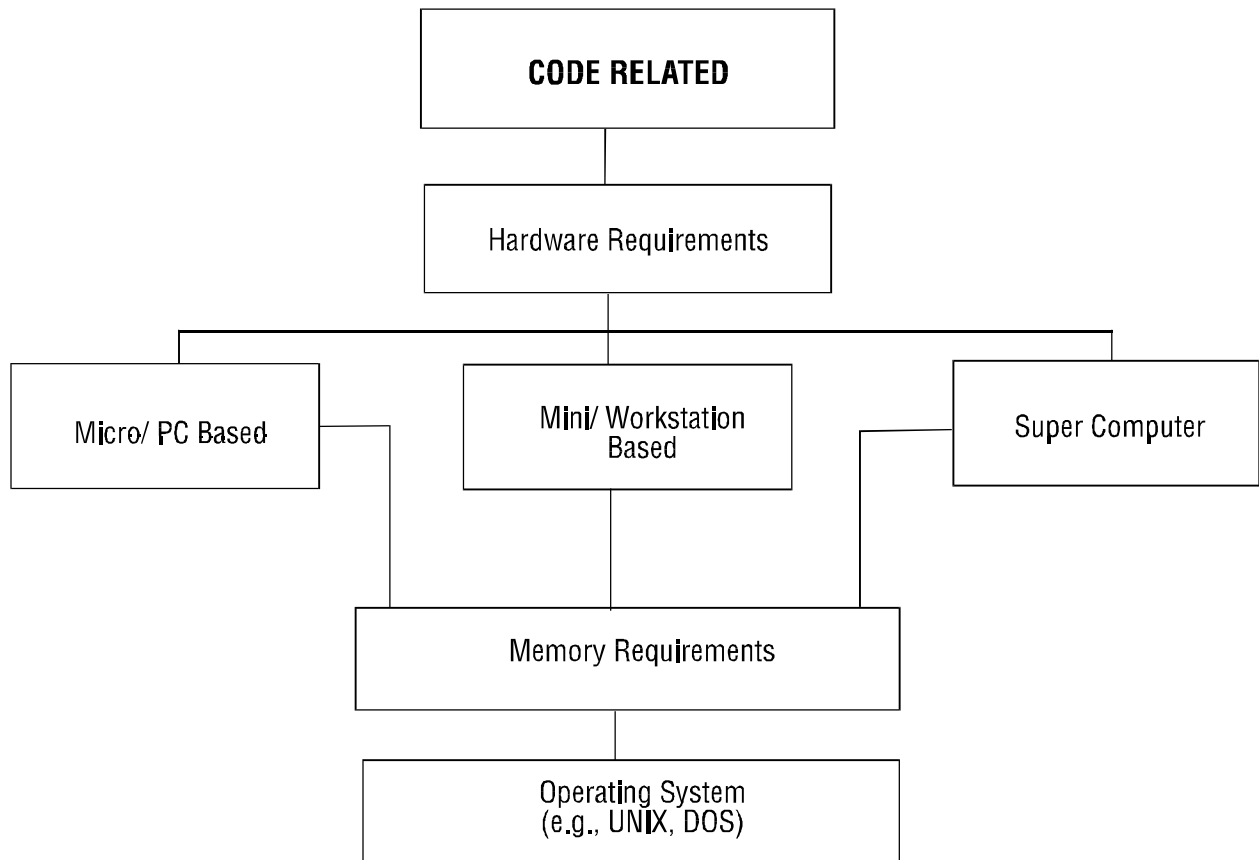 CODE RELATED
Hardware Requirements
Micro/ PC Based
Mini/ Workstation
Based
Super Computer
Memory Requirements
Operating System
(e.g., UNIX, DOS)